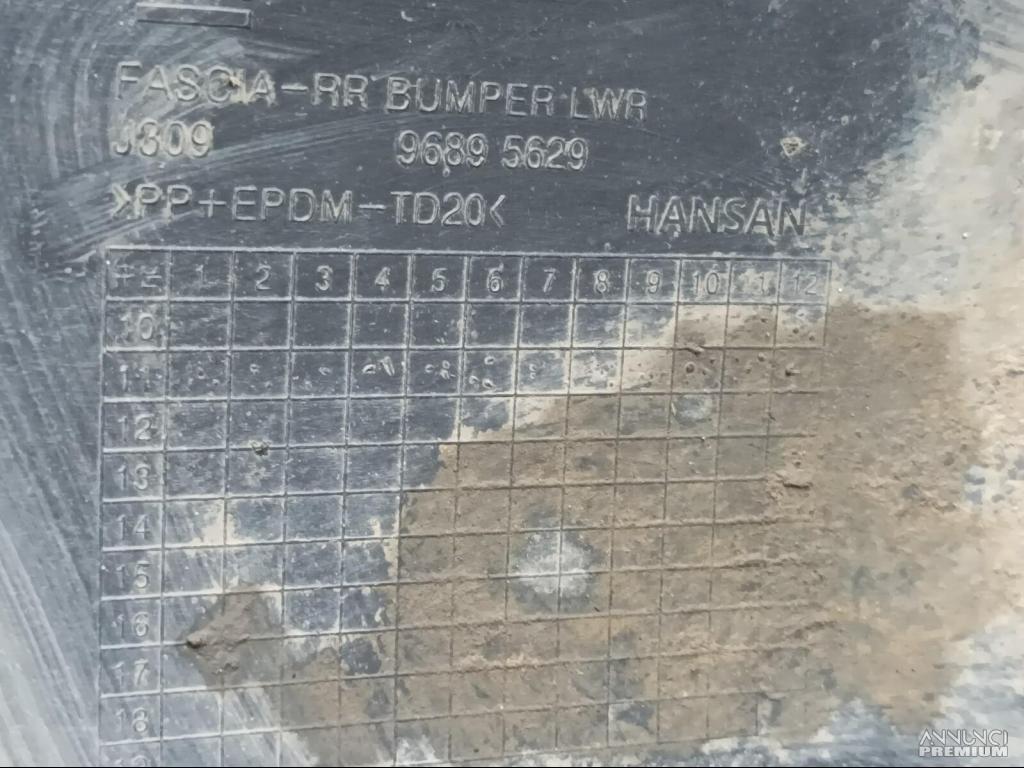 FASCIA-RR BUMPER LWR
J309 9689 5629
>PP+EPDM-TD20< HANSAN
1 2 3 4 5 6 7 8 9 10 11 12
10
11
12
13
14
15
16
17
18
ANNUNCI
PREMIUM